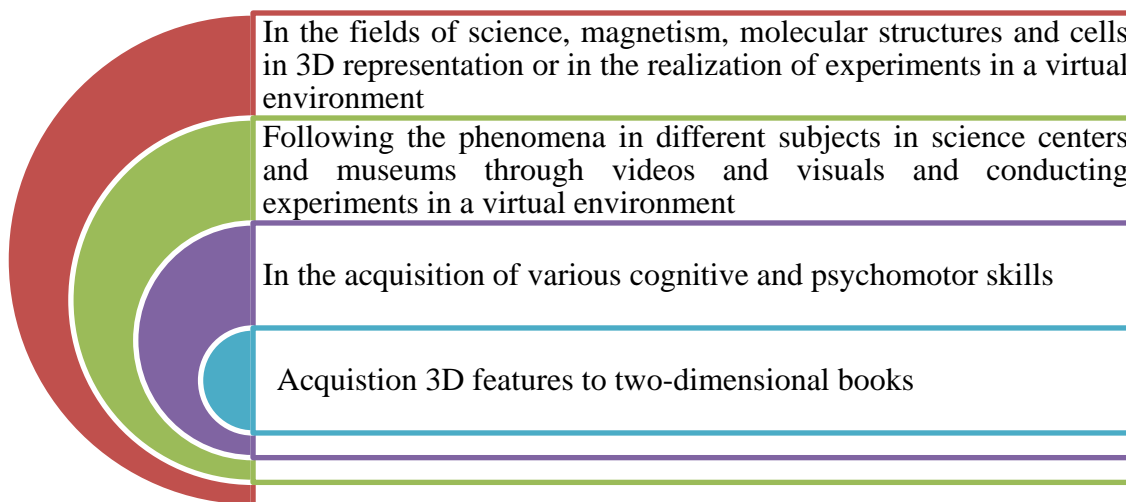 In the fields of science, magnetism, molecular structures and cells
in 3D representation or in the realization of experiments in a virtual
environment
Following the phenomena in different subjects in science centers
and museums through videos and visuals and conducting
experiments in a virtual environment
In the acquisition of various cognitive and psychomotor skills
Acquistion 3D features to two-dimensional books